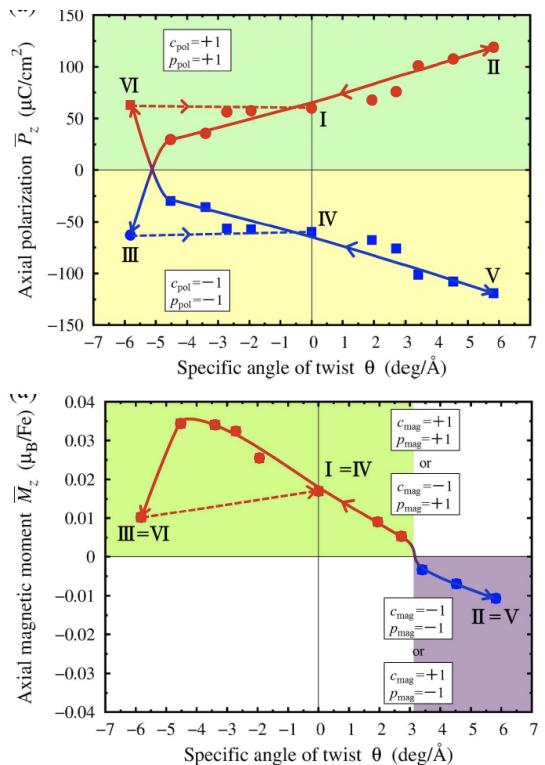 150
100
50
0
−50
−100
−150
Axial polarization P̅z (μC/cm²)
cpol=+1
ppol=+1
VI
II
I
IV
III
V
cpol=−1
ppol=−1
−7 −6 −5 −4 −3 −2 −1 0 1 2 3 4 5 6 7
Specific angle of twist θ (deg/Å)
0.04
0.03
0.02
0.01
0
−0.01
−0.02
−0.03
−0.04
Axial magnetic moment M̅z (μB/Fe)
cmag=+1
pmag=+1
or
cmag=−1
pmag=+1
I=IV
III=VI
II=V
cmag=−1
pmag=−1
or
cmag=+1
pmag=−1
−7 −6 −5 −4 −3 −2 −1 0 1 2 3 4 5 6 7
Specific angle of twist θ (deg/Å)